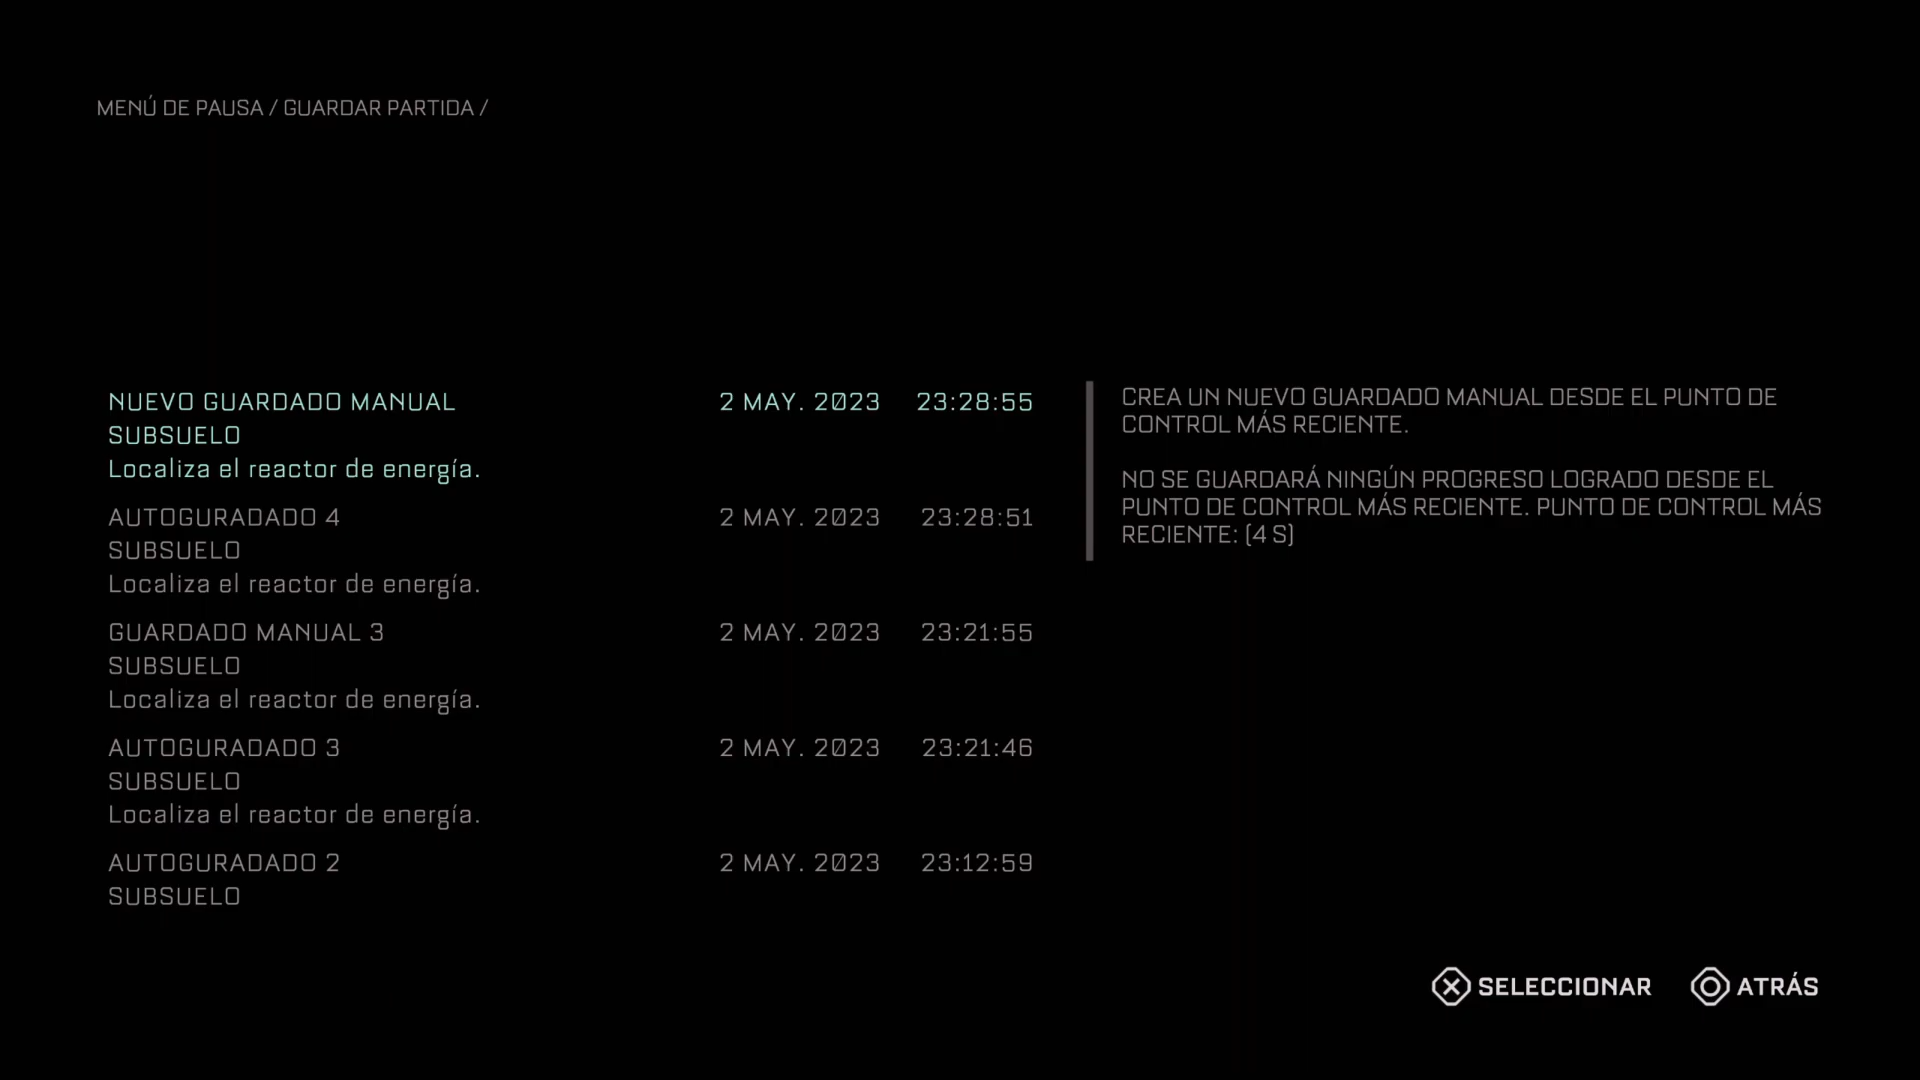 MENÚ DE PAUSA / GUARDAR PARTIDA /
NUEVO GUARDADO MANUAL 2 MAY. 2023 23:28:55
SUBSUELO
Localiza el reactor de energía.
AUTOGURADADO 4 2 MAY. 2023 23:28:51
SUBSUELO
Localiza el reactor de energía.
GUARDADO MANUAL 3 2 MAY. 2023 23:21:55
SUBSUELO
Localiza el reactor de energía.
AUTOGURADADO 3 2 MAY. 2023 23:21:46
SUBSUELO
Localiza el reactor de energía.
AUTOGURADADO 2 2 MAY. 2023 23:12:59
SUBSUELO
CREA UN NUEVO GUARDADO MANUAL DESDE EL PUNTO DE
CONTROL MÁS RECIENTE.
NO SE GUARDARÁ NINGÚN PROGRESO LOGRADO DESDE EL
PUNTO DE CONTROL MÁS RECIENTE. PUNTO DE CONTROL MÁS
RECIENTE: (4 S)
SELECCIONAR ATRÁS